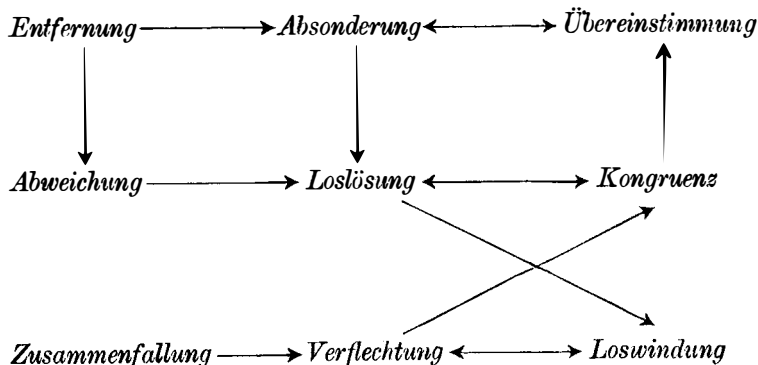 Entfernung Absonderung Übereinstimmung
Abweichung Loslösung Kongruenz
Zusammenfallung Verflechtung Loswindung